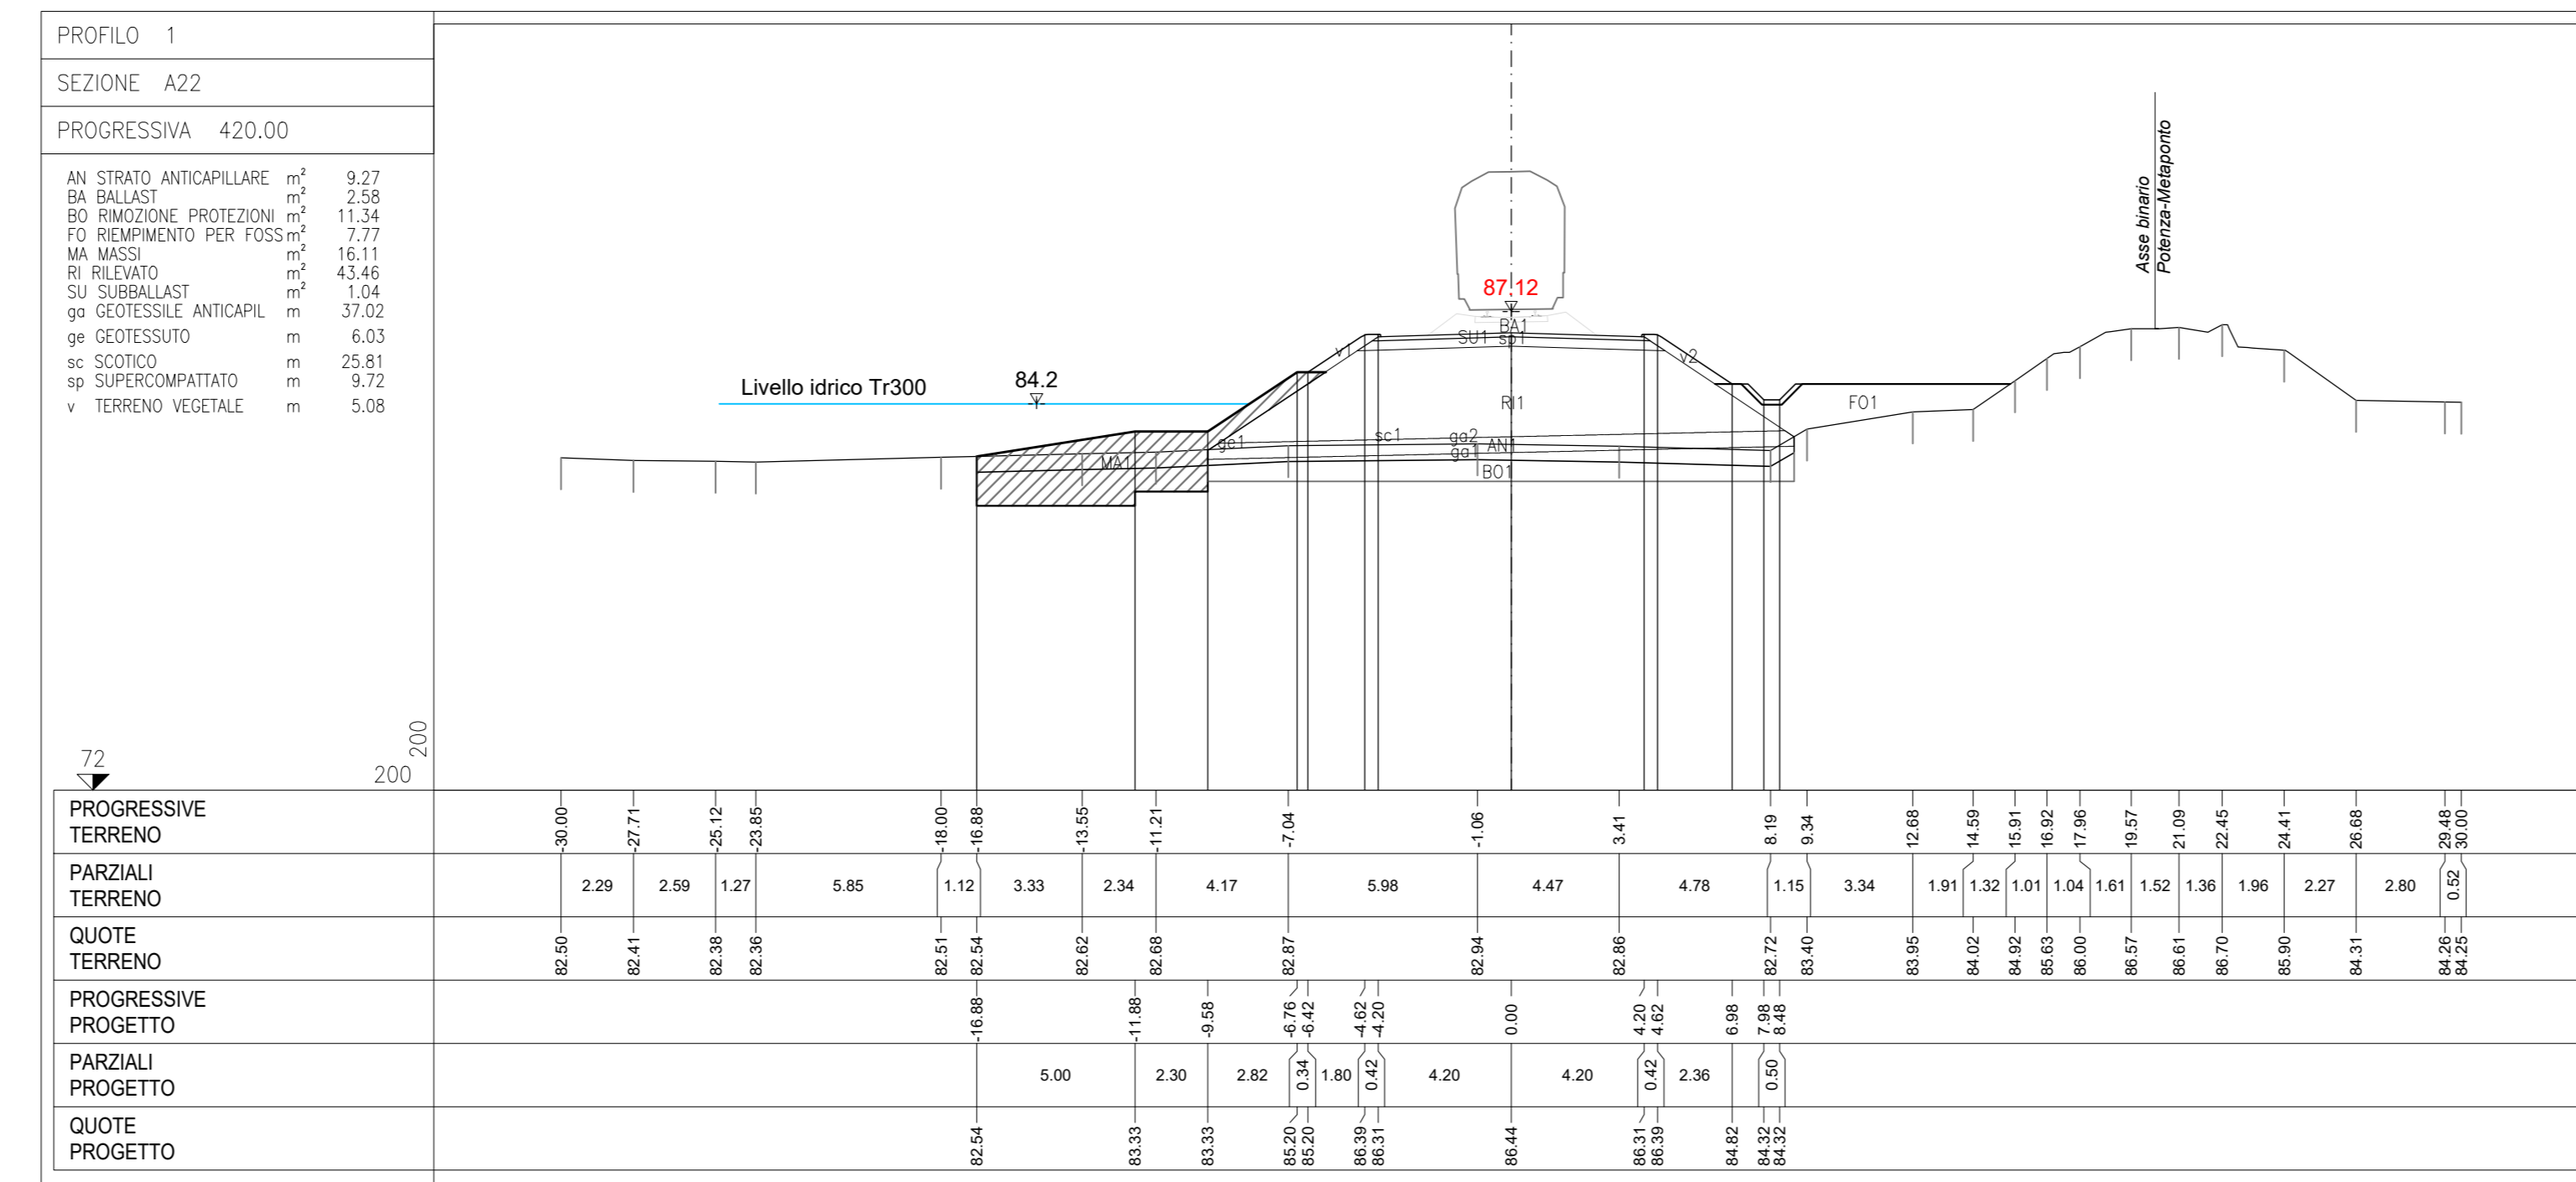 PROFILO 1
SEZIONE A22
PROGRESSIVA 420.00
AN STRATO ANTICAPILLARE m² 9.27
BA BALLAST m² 2.58
BO RIMOZIONE PROTEZIONI m² 11.34
FO RIEMPIMENTO PER FOSS m² 7.77
MA MASSI m² 16.11
RI RILEVATO m² 43.46
SU SUBBALLAST m² 1.04
ga GEOTESSILE ANTICAPIL m 37.02
ge GEOTESSUTO m 6.03
sc SCOTICO m 25.81
sp SUPERCOMPATTATO m 9.72
v TERRENO VEGETALE m 5.08
72
200
200
Asse binario
Potenza-Metaponto
87,12
BA1
SU1 sp1
v1
v2
Livello idrico Tr300
84.2
RI1
FO1
sc1
ga2
ge1
AN1
ga1
MA1
BO1
PROGRESSIVE
TERRENO
-30.00 -27.71 -25.12 -23.85 -18.00 -16.88 -13.55 -11.21 -7.04 -1.06 3.41 8.19 9.34 12.68 14.59 15.91 16.92 17.96 19.57 21.09 22.45 24.41 26.68 29.48 30.00
PARZIALI
TERRENO
2.29 2.59 1.27 5.85 1.12 3.33 2.34 4.17 5.98 4.47 4.78 1.15 3.34 1.91 1.32 1.01 1.04 1.61 1.52 1.36 1.96 2.27 2.80 0.52
QUOTE
TERRENO
82.50 82.41 82.38 82.36 82.51 82.54 82.62 82.68 82.87 82.94 82.86 82.72 83.40 83.95 84.02 84.92 85.63 86.00 86.57 86.61 86.70 85.90 84.31 84.26 84.25
PROGRESSIVE
PROGETTO
-16.88 -11.88 -9.58 -6.76 -6.42 -4.62 -4.20 0.00 4.20 4.62 6.98 7.98 8.48
PARZIALI
PROGETTO
5.00 2.30 2.82 0.34 1.80 0.42 4.20 4.20 0.42 2.36 0.50
QUOTE
PROGETTO
82.54 83.33 83.33 85.20 85.20 86.39 86.31 86.44 86.31 86.39 84.82 84.32 84.32